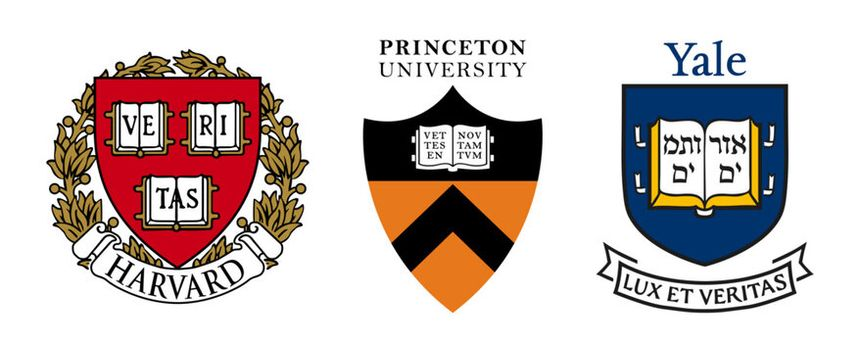 VE RI
TAS
HARVARD
PRINCETON
UNIVERSITY
VET
TES
EN
NOV
TAM
TVM
Yale
אור
ים
ותמ
ים
LUX ET VERITAS